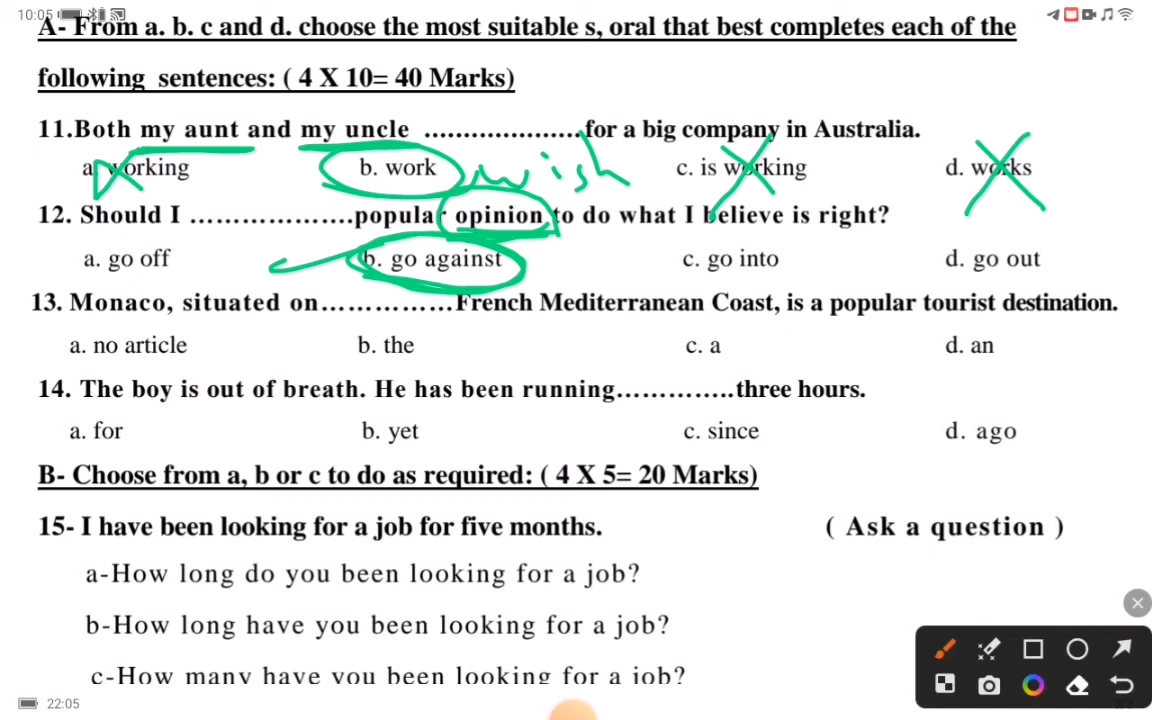 10:05
A- From a. b. c and d. choose the most suitable s, oral that best completes each of the
following sentences: ( 4 X 10= 40 Marks)
11.Both my aunt and my uncle ………………….for a big company in Australia.
a. working b. work c. is working d. works
12. Should I ………………….popular opinion to do what I believe is right?
a. go off b. go against c. go into d. go out
13. Monaco, situated on……………..French Mediterranean Coast, is a popular tourist destination.
a. no article b. the c. a d. an
14. The boy is out of breath. He has been running…………..three hours.
a. for b. yet c. since d. ago
B- Choose from a, b or c to do as required: ( 4 X 5= 20 Marks)
15- I have been looking for a job for five months. ( Ask a question )
a-How long do you been looking for a job?
b-How long have you been looking for a job?
c-How many have you been looking for a job?
22:05